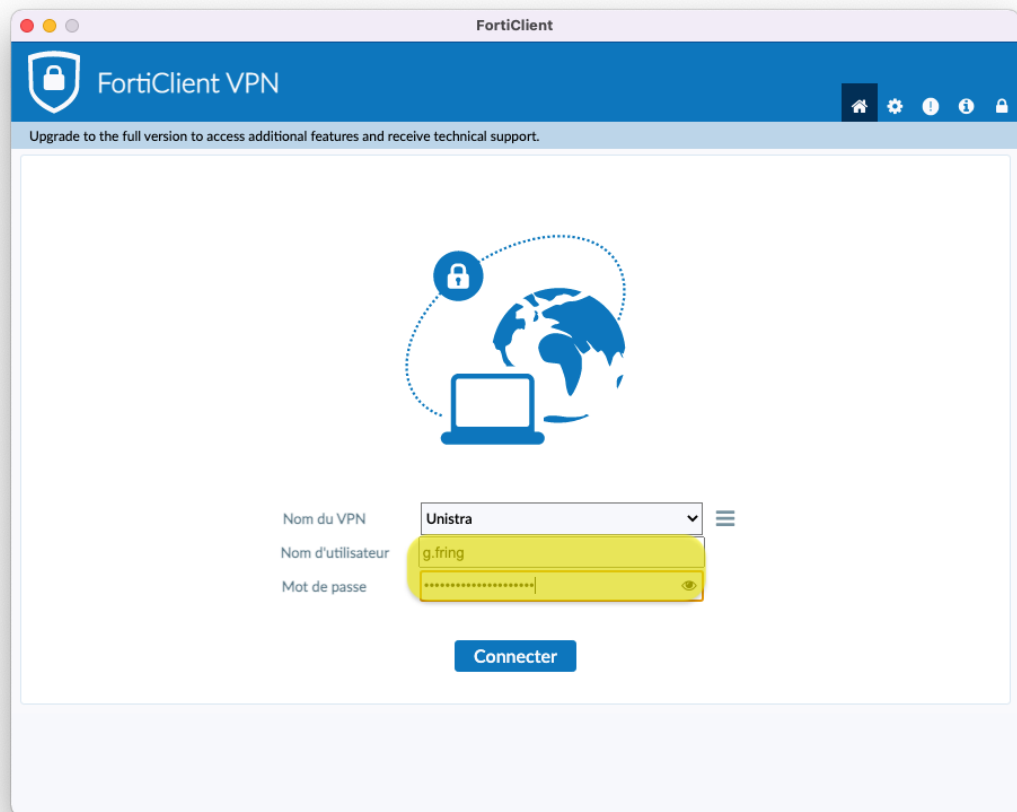 FortiClient
FortiClient VPN
Upgrade to the full version to access additional features and receive technical support.
Nom du VPN Unistra
Nom d'utilisateur g.fring
Mot de passe •••••••••••••••••••••
Connecter